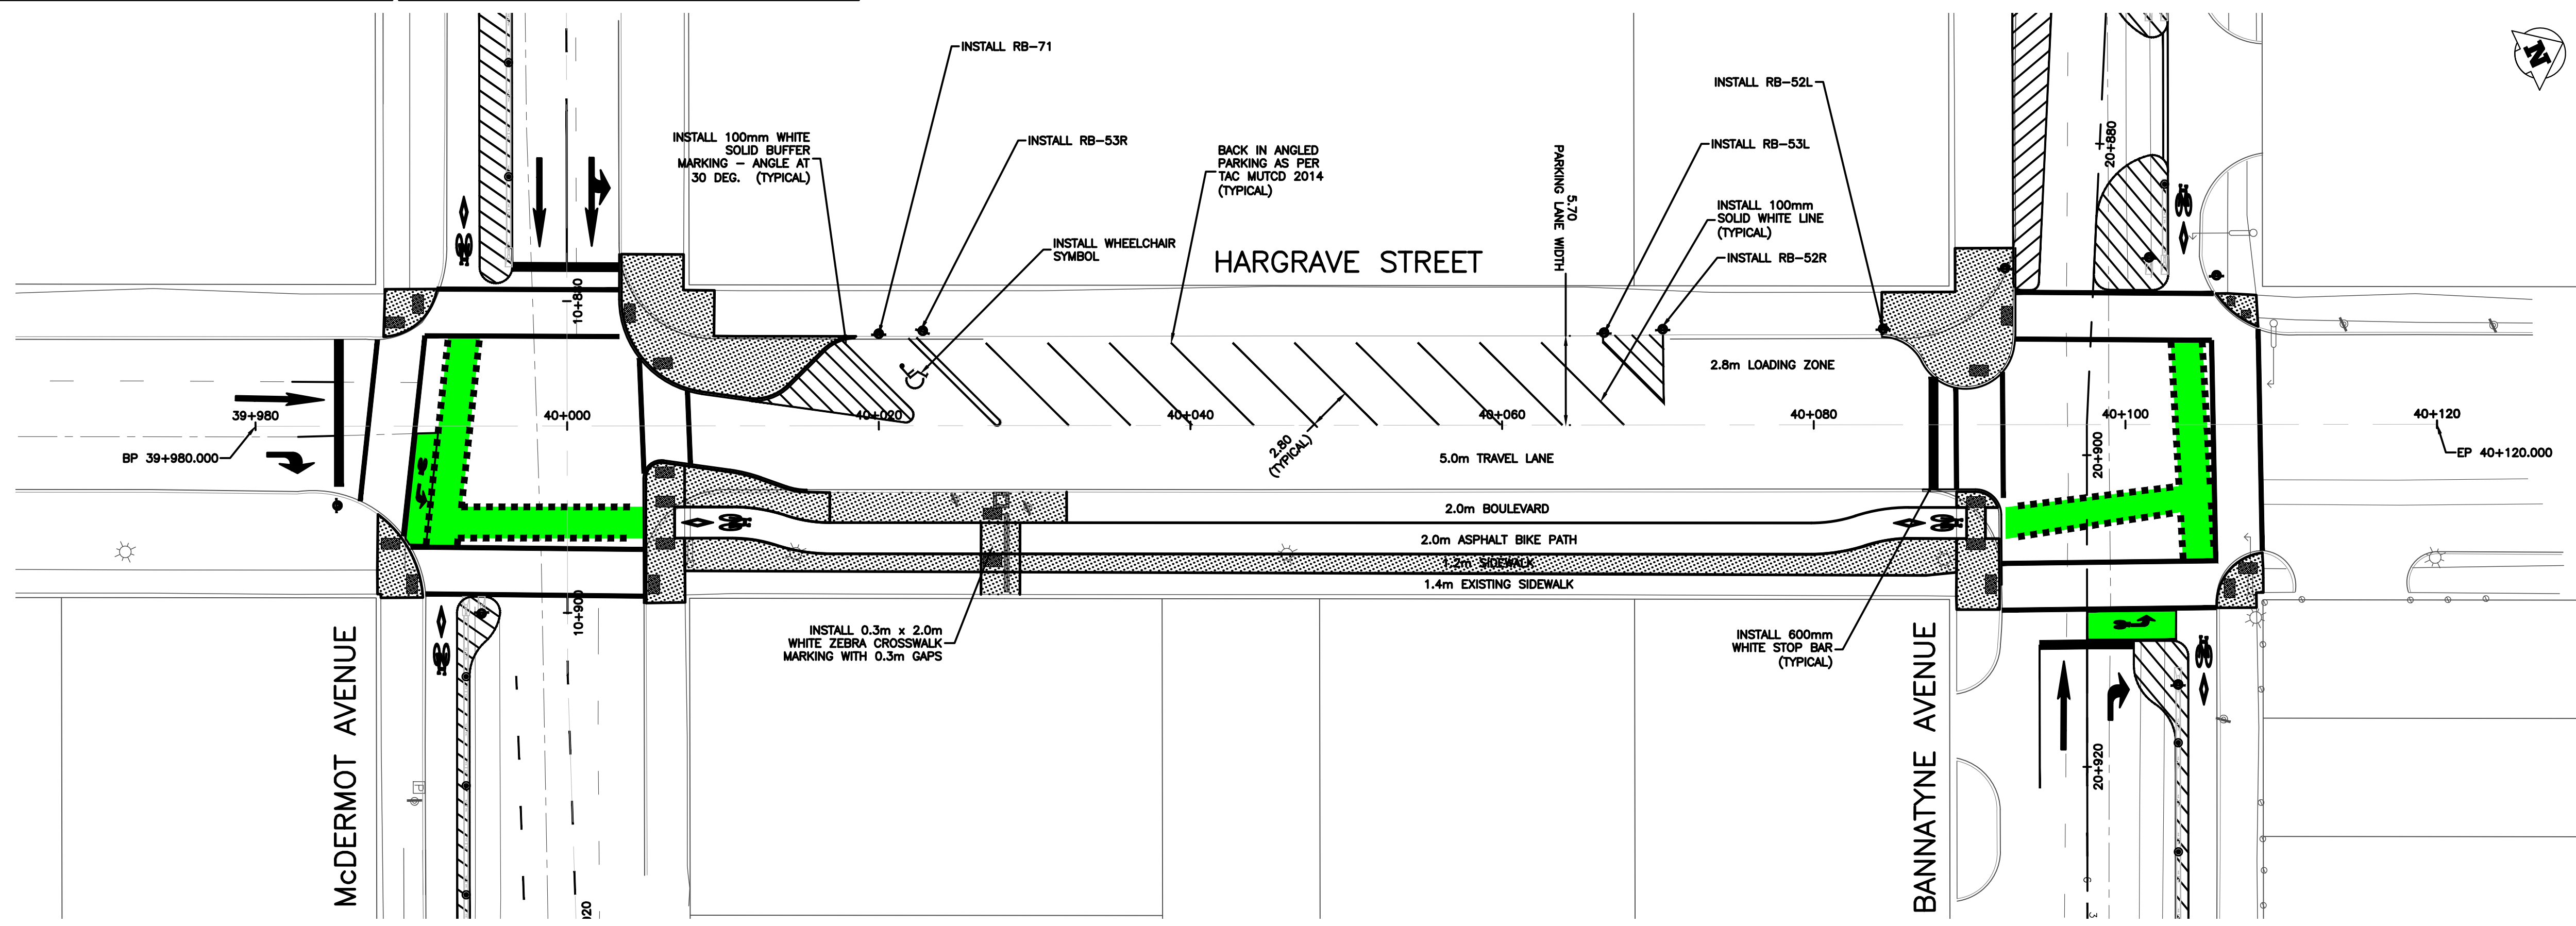 INSTALL RB-71
INSTALL RB-52L
INSTALL 100mm WHITE
SOLID BUFFER
MARKING - ANGLE AT
30 DEG. (TYPICAL)
INSTALL RB-53R
BACK IN ANGLED
PARKING AS PER
TAC MUTCD 2014
(TYPICAL)
5.70
PARKING LANE WIDTH
INSTALL RB-53L
INSTALL 100mm
SOLID WHITE LINE
(TYPICAL)
INSTALL RB-52R
INSTALL WHEELCHAIR
SYMBOL
HARGRAVE STREET
N
10+880
20+880
2.8m LOADING ZONE
39+980
40+000
40+020
40+040
40+060
40+080
40+100
40+120
BP 39+980.000
2.80
(TYPICAL)
5.0m TRAVEL LANE
20+900
EP 40+120.000
2.0m BOULEVARD
2.0m ASPHALT BIKE PATH
1.2m SIDEWALK
1.4m EXISTING SIDEWALK
10+900
INSTALL 0.3m x 2.0m
WHITE ZEBRA CROSSWALK
MARKING WITH 0.3m GAPS
INSTALL 600mm
WHITE STOP BAR
(TYPICAL)
McDERMOT AVENUE
BANNATYNE AVENUE
20+920
P
020